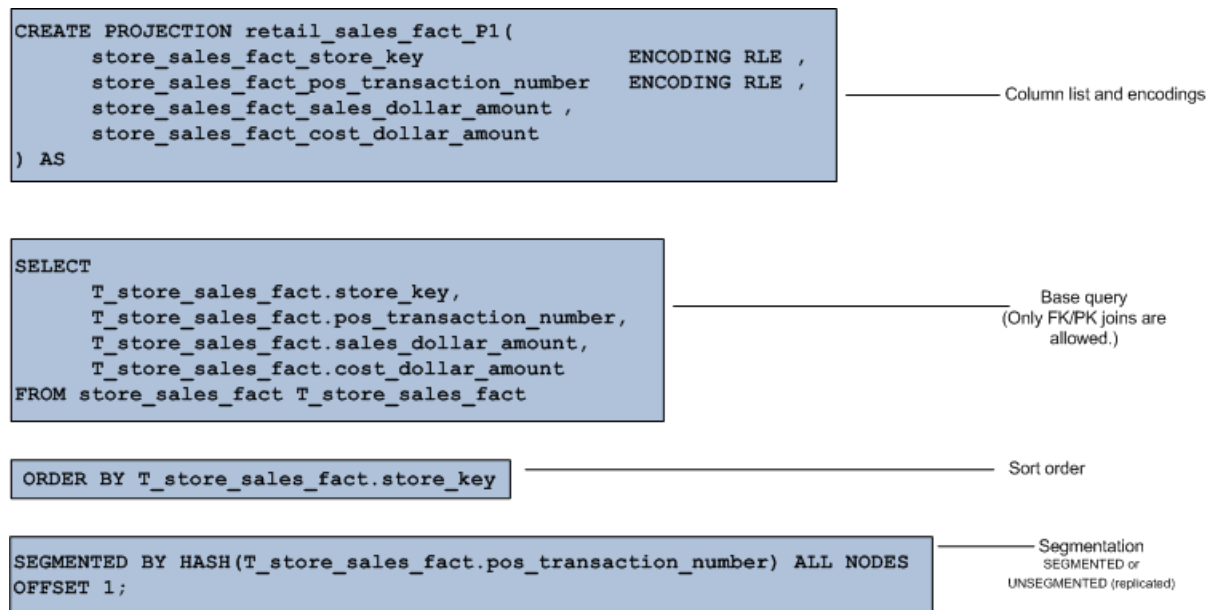 CREATE PROJECTION retail_sales_fact_P1(
store_sales_fact_store_key ENCODING RLE ,
store_sales_fact_pos_transaction_number ENCODING RLE ,
store_sales_fact_sales_dollar_amount ,
store_sales_fact_cost_dollar_amount
) AS
Column list and encodings
SELECT
T_store_sales_fact.store_key,
T_store_sales_fact.pos_transaction_number,
T_store_sales_fact.sales_dollar_amount,
T_store_sales_fact.cost_dollar_amount
FROM store_sales_fact T_store_sales_fact
Base query
(Only FK/PK joins are
allowed.)
ORDER BY T_store_sales_fact.store_key
Sort order
SEGMENTED BY HASH(T_store_sales_fact.pos_transaction_number) ALL NODES
OFFSET 1;
Segmentation
SEGMENTED or
UNSEGMENTED (replicated)